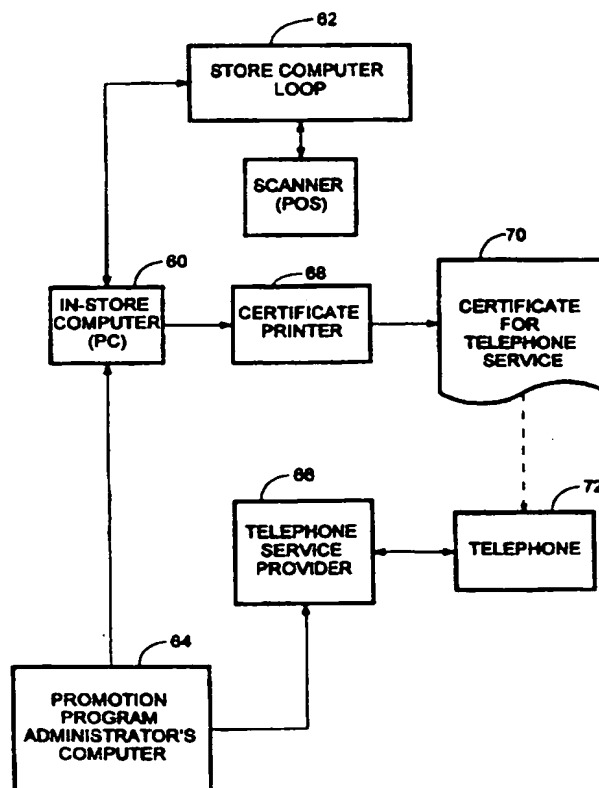 62
STORE COMPUTER
LOOP
SCANNER
(POS)
60
IN-STORE
COMPUTER
(PC)
68
CERTIFICATE
PRINTER
70
CERTIFICATE
FOR
TELEPHONE
SERVICE
66
TELEPHONE
SERVICE
PROVIDER
72
TELEPHONE
64
PROMOTION
PROGRAM
ADMINISTRATOR'S
COMPUTER